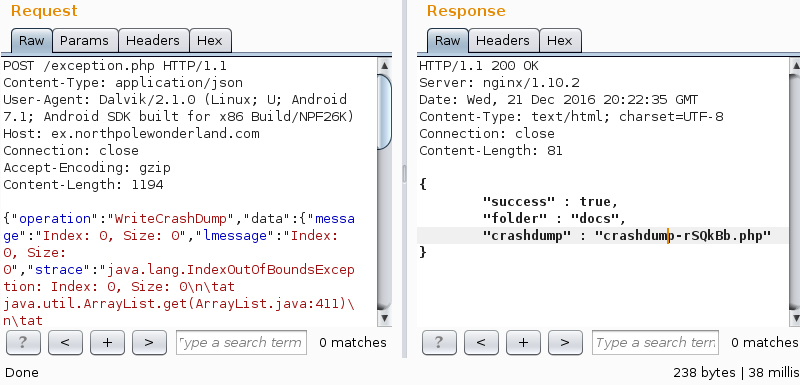 Request
Raw Params Headers Hex
POST /exception.php HTTP/1.1
Content-Type: application/json
User-Agent: Dalvik/2.1.0 (Linux; U; Android
7.1; Android SDK built for x86 Build/NPF26K)
Host: ex.northpolewonderland.com
Connection: close
Accept-Encoding: gzip
Content-Length: 1194
{"operation":"WriteCrashDump","data":{"messa
ge":"Index: 0, Size: 0","lmessage":"Index:
0, Size:
0","strace":"java.lang.IndexOutOfBoundsExcep
tion: Index: 0, Size: 0\n\tat
java.util.ArrayList.get(ArrayList.java:411)\
n\tat
? < + > Type a search term 0 matches
Response
Raw Headers Hex
HTTP/1.1 200 OK
Server: nginx/1.10.2
Date: Wed, 21 Dec 2016 20:22:35 GMT
Content-Type: text/html; charset=UTF-8
Connection: close
Content-Length: 81
{
"success" : true,
"folder" : "docs",
"crashdump" : "crashdump-rSQkBb.php"
}
? < + > Type a search term 0 matches
Done
238 bytes | 38 millis